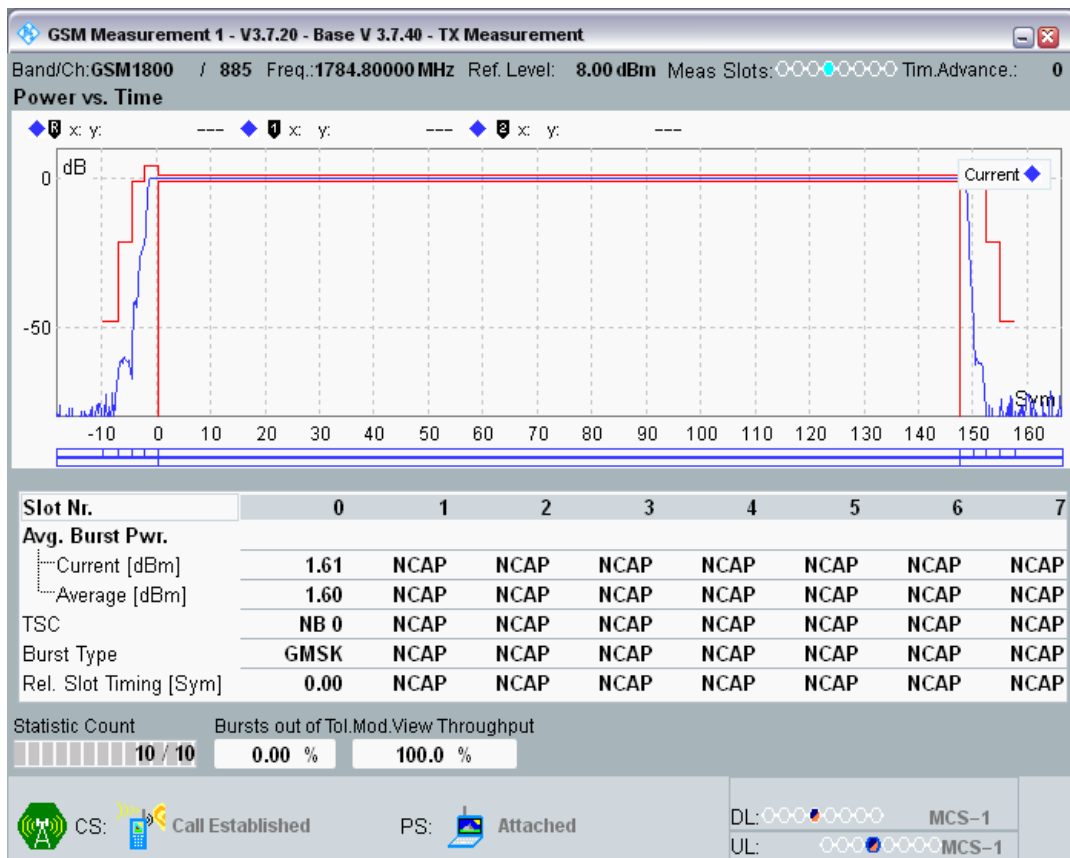 GSM Measurement 1 - V3.7.20 - Base V 3.7.40 - TX Measurement
Band/Ch:GSM1800 / 885 Freq.:1784.80000 MHz Ref. Level: 8.00 dBm Meas Slots: Tim.Advance.: 0
Power vs. Time
R x: y: --- 1 x: y: --- 2 x: y: ---
dB
Current
0
-50
Sym
-10 0 10 20 30 40 50 60 70 80 90 100 110 120 130 140 150 160
Slot Nr. 0 1 2 3 4 5 6 7
Avg. Burst Pwr.
Current [dBm] 1.61 NCAP NCAP NCAP NCAP NCAP NCAP NCAP
Average [dBm] 1.60 NCAP NCAP NCAP NCAP NCAP NCAP NCAP
TSC NB 0 NCAP NCAP NCAP NCAP NCAP NCAP NCAP
Burst Type GMSK NCAP NCAP NCAP NCAP NCAP NCAP NCAP
Rel. Slot Timing [Sym] 0.00 NCAP NCAP NCAP NCAP NCAP NCAP NCAP
Statistic Count Bursts out of Tol. Mod.View Throughput
10 / 10 0.00 % 100.0 %
CS: Call Established PS: Attached
DL: MCS-1
UL: MCS-1